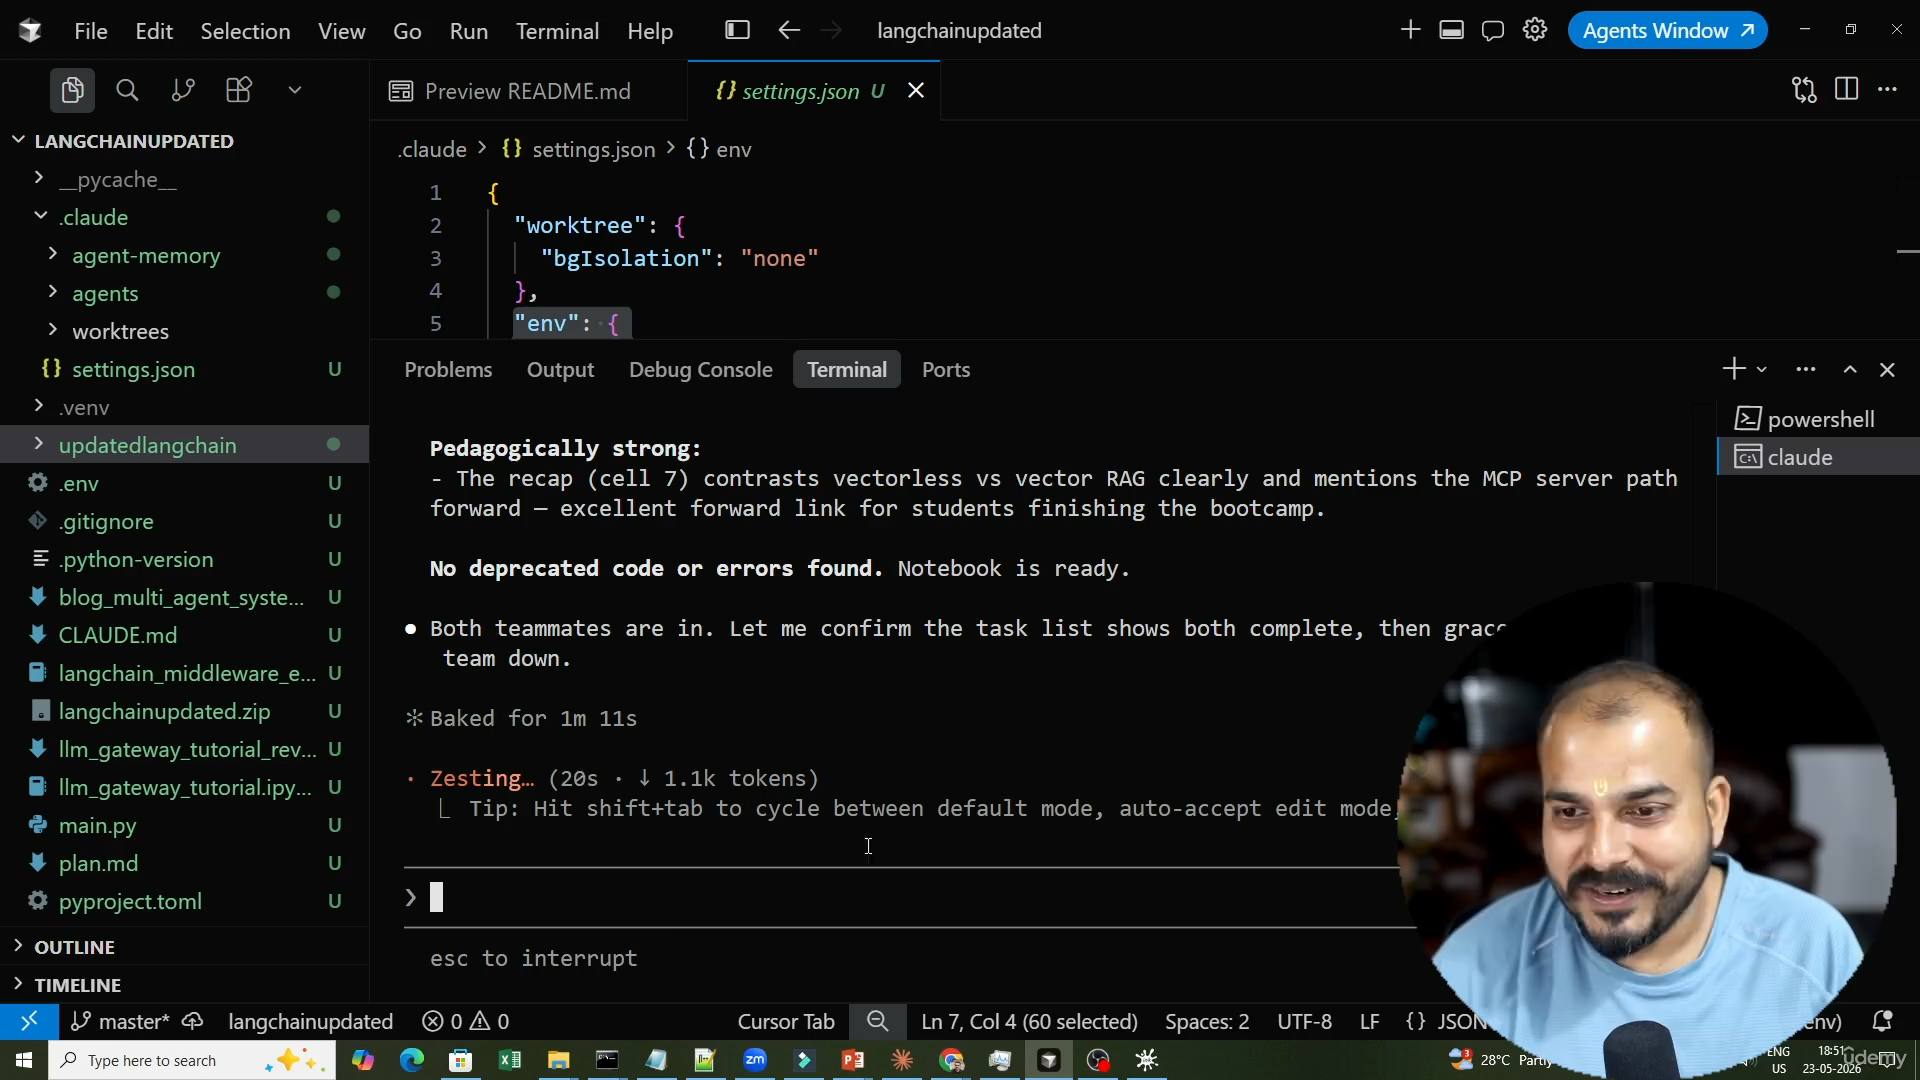 File Edit Selection View Go Run Terminal Help
langchainupdated
Agents Window
LANGCHAINUPDATED
__pycache__
.claude
agent-memory
agents
worktrees
settings.json U
.venv
updatedlangchain
.env U
.gitignore U
.python-version U
blog_multi_agent_syste... U
CLAUDE.md U
langchain_middleware_e... U
langchainupdated.zip U
llm_gateway_tutorial_rev... U
llm_gateway_tutorial.ipy... U
main.py U
plan.md U
pyproject.toml U
OUTLINE
TIMELINE
Preview README.md
{} settings.json U
.claude > {} settings.json > {} env
1 {
2 "worktree": {
3 "bgIsolation": "none"
4 },
5 "env": {
Problems Output Debug Console Terminal Ports
powershell
claude
Pedagogically strong:
- The recap (cell 7) contrasts vectorless vs vector RAG clearly and mentions the MCP server path
forward — excellent forward link for students finishing the bootcamp.
No deprecated code or errors found. Notebook is ready.
● Both teammates are in. Let me confirm the task list shows both complete, then
team down.
✻ Baked for 1m 11s
· Zesting… (20s · ↓ 1.1k tokens)
⎿ Tip: Hit shift+tab to cycle between default mode, auto-accept edit mode,
❯
esc to interrupt
master* langchainupdated 0 0 Cursor Tab Ln 7, Col 4 (60 selected) Spaces: 2 UTF-8 LF {} JSON
Type here to search
zm
28°C
ENG
US
18:51
23-05-2026
ûdemy